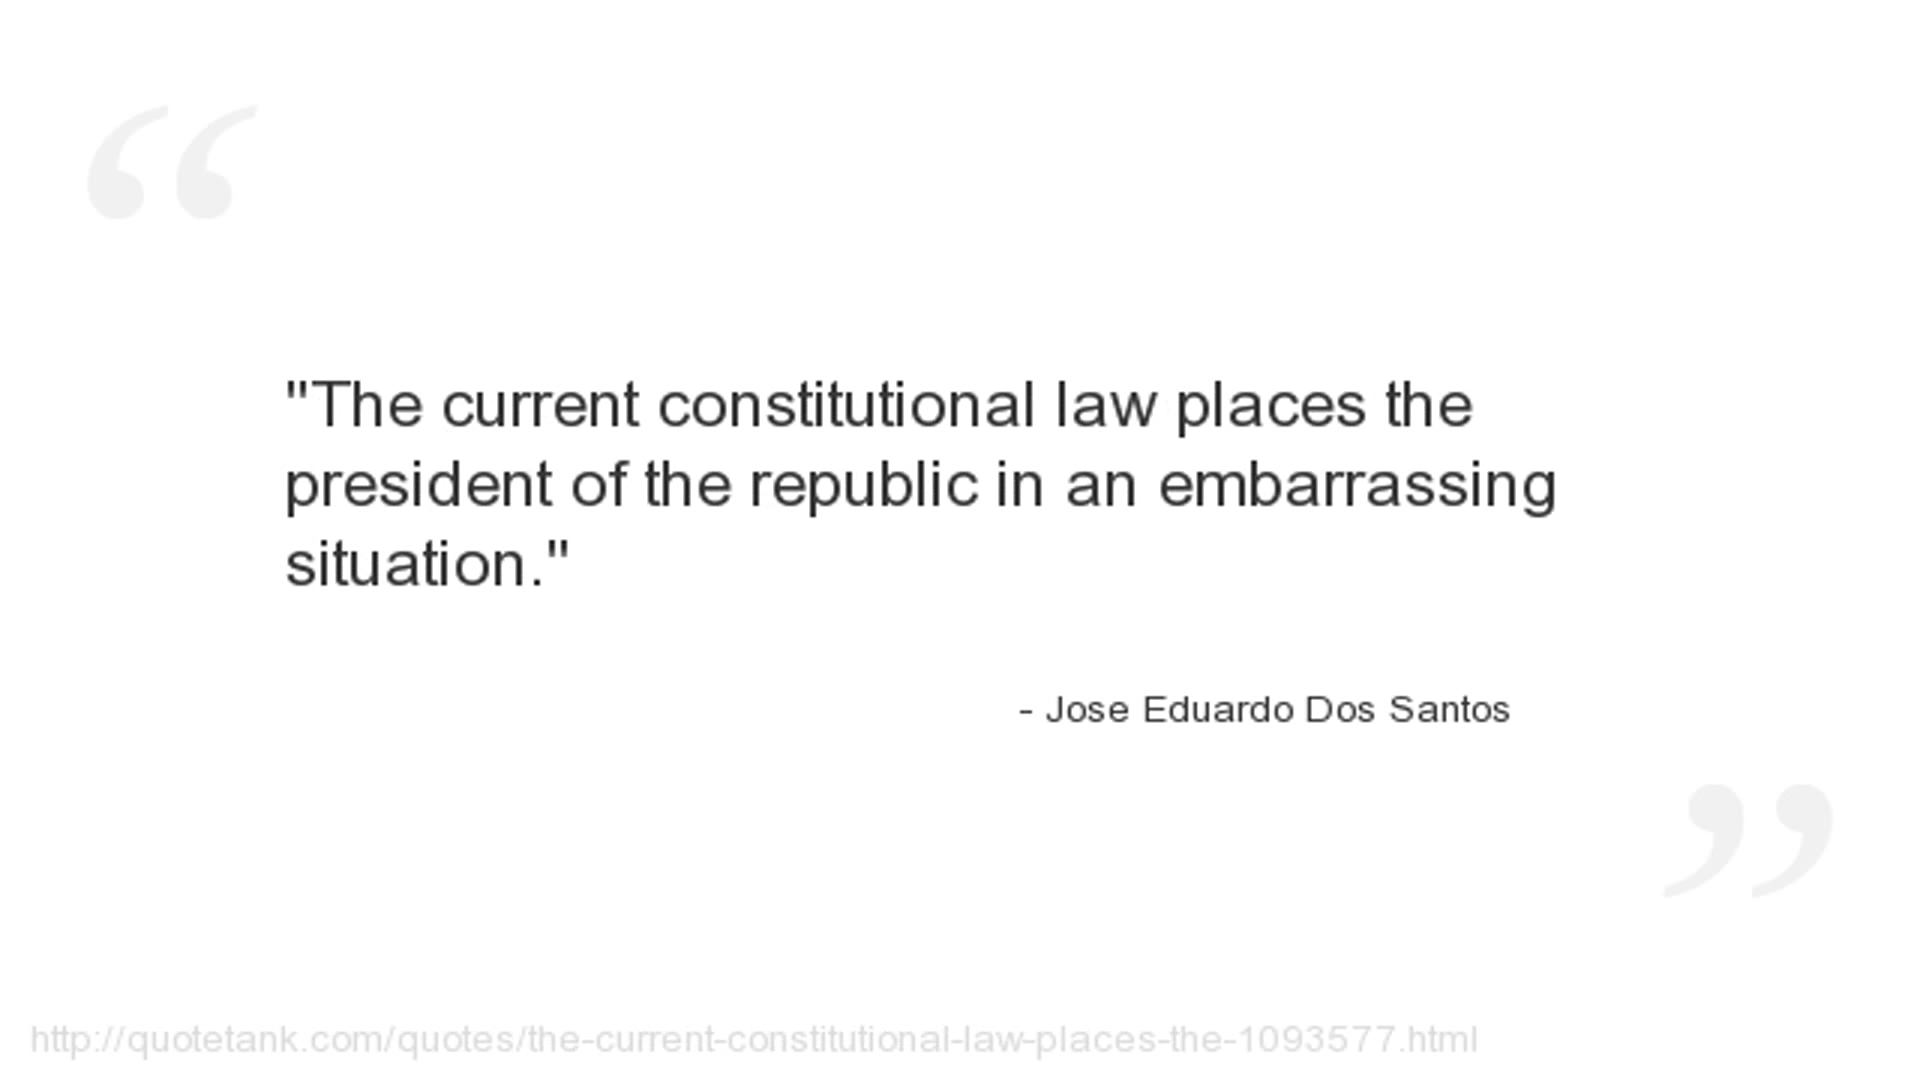 "The current constitutional law places the
president of the republic in an embarrassing
situation."
- Jose Eduardo Dos Santos
http://quotetank.com/quotes/the-current-constitutional-law-places-the-1093577.html